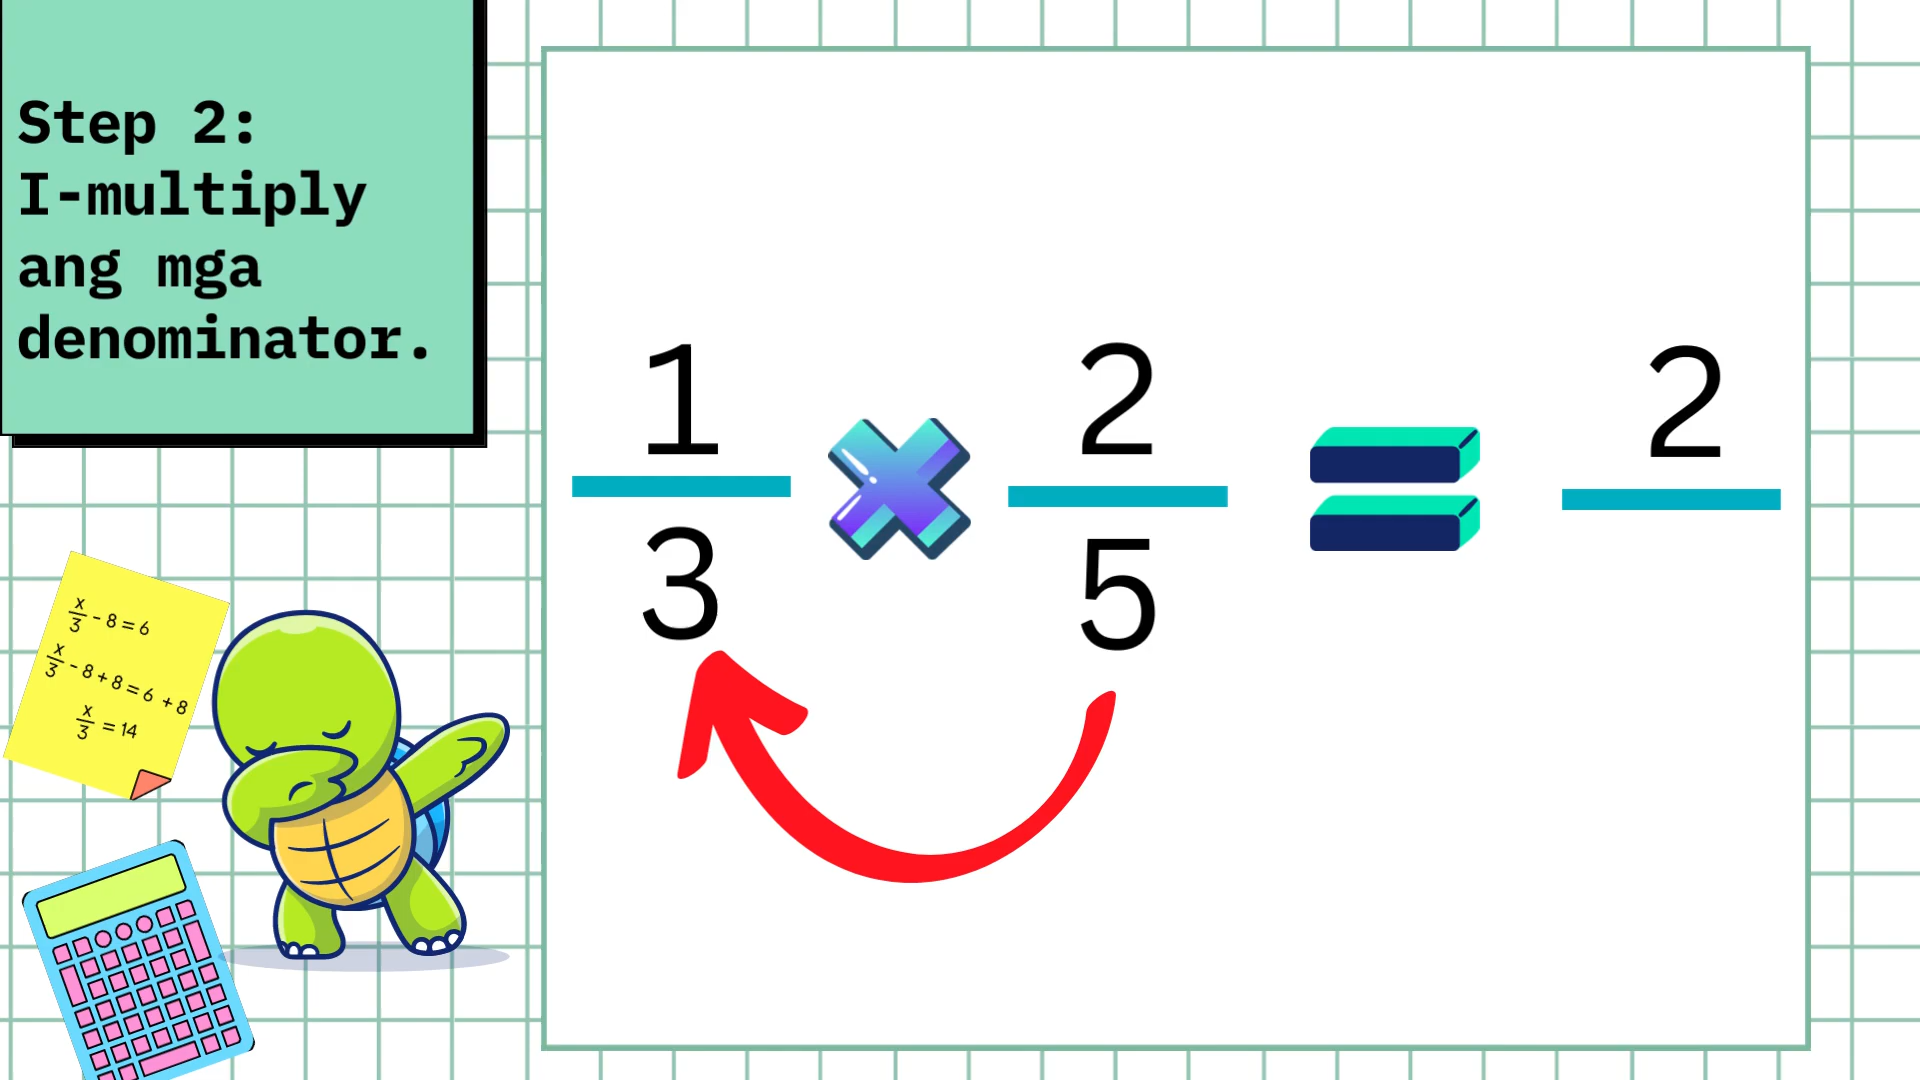 Step 2:
I-multiply
ang mga
denominator.
1 2 2
3 5
x/3 - 8 = 6
x/3 - 8 + 8 = 6 + 8
x/3 = 14